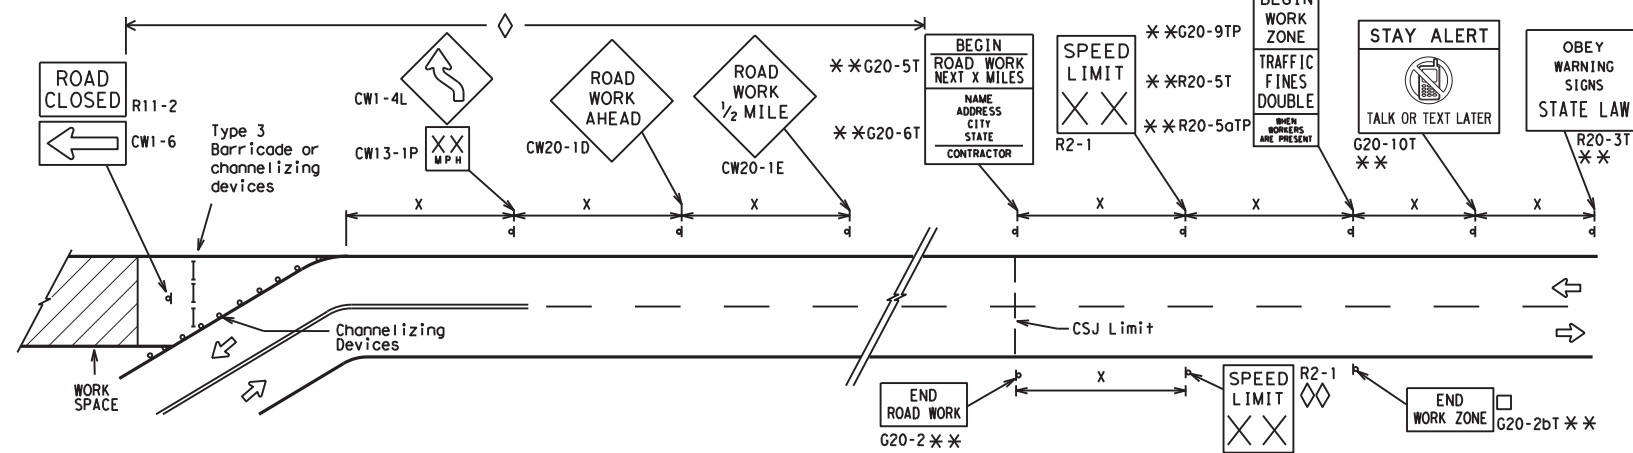 ROAD
CLOSED
R11-2
CW1-6
Type 3
Barricade or
channelizing
devices
CW1-4L
XX
MPH
CW13-1P
ROAD
WORK
AHEAD
CW20-1D
ROAD
WORK
1/2 MILE
CW20-1E
**G20-5T
BEGIN
ROAD WORK
NEXT X MILES
**G20-6T
NAME
ADDRESS
CITY
STATE
CONTRACTOR
SPEED
LIMIT
XX
R2-1
**G20-9TP
BEGIN
WORK
ZONE
**R20-5T
TRAFFIC
FINES
DOUBLE
**R20-5aTP
WHEN
WORKERS
ARE PRESENT
STAY ALERT
TALK OR TEXT LATER
G20-10T
**
OBEY
WARNING
SIGNS
STATE LAW
R20-3T
**
X
X
X
X
X
X
X
Channelizing
Devices
CSJ Limit
WORK
SPACE
END
ROAD WORK
G20-2**
X
SPEED
LIMIT
XX
R2-1
END
WORK ZONE
G20-2bT **